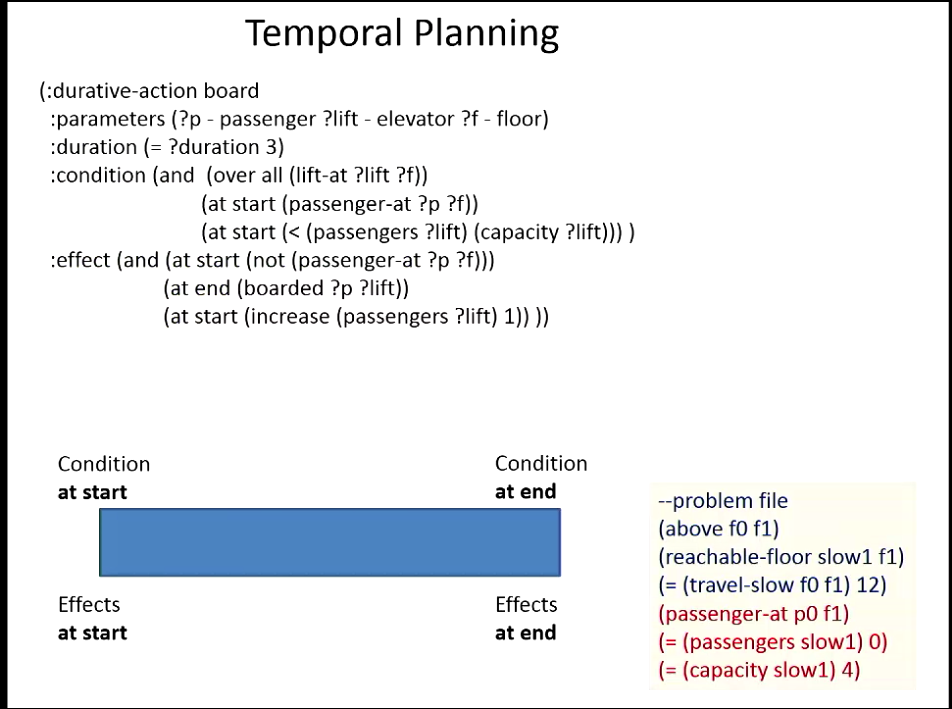 Temporal Planning
(:durative-action board
:parameters (?p - passenger ?lift - elevator ?f - floor)
:duration (= ?duration 3)
:condition (and (over all (lift-at ?lift ?f))
(at start (passenger-at ?p ?f))
(at start (< (passengers ?lift) (capacity ?lift))) )
:effect (and (at start (not (passenger-at ?p ?f)))
(at end (boarded ?p ?lift))
(at start (increase (passengers ?lift) 1)) ))
Condition
at start
Condition
at end
Effects
at start
Effects
at end
--problem file
(above f0 f1)
(reachable-floor slow1 f1)
(= (travel-slow f0 f1) 12)
(passenger-at p0 f1)
(= (passengers slow1) 0)
(= (capacity slow1) 4)